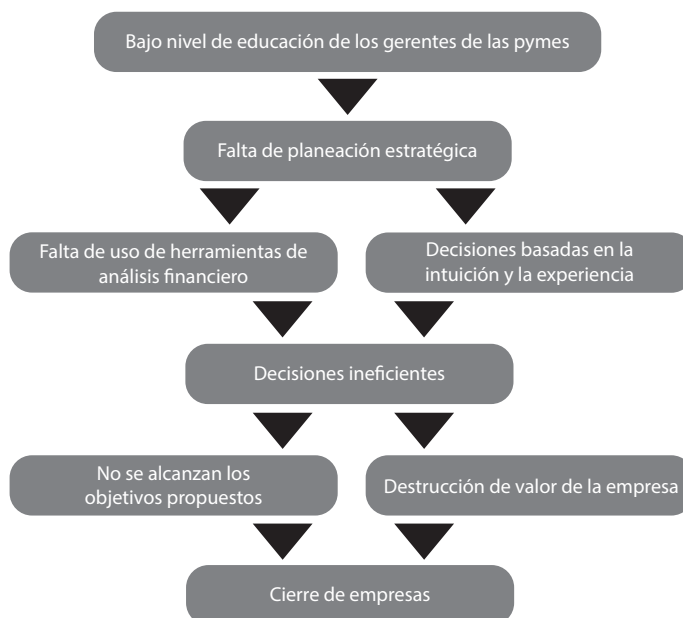 Bajo nivel de educación de los gerentes de las pymes
Falta de planeación estratégica
Falta de uso de herramientas de
análisis financiero
Decisiones basadas en la
intuición y la experiencia
Decisiones ineficientes
No se alcanzan los
objetivos propuestos
Destrucción de valor de la empresa
Cierre de empresas